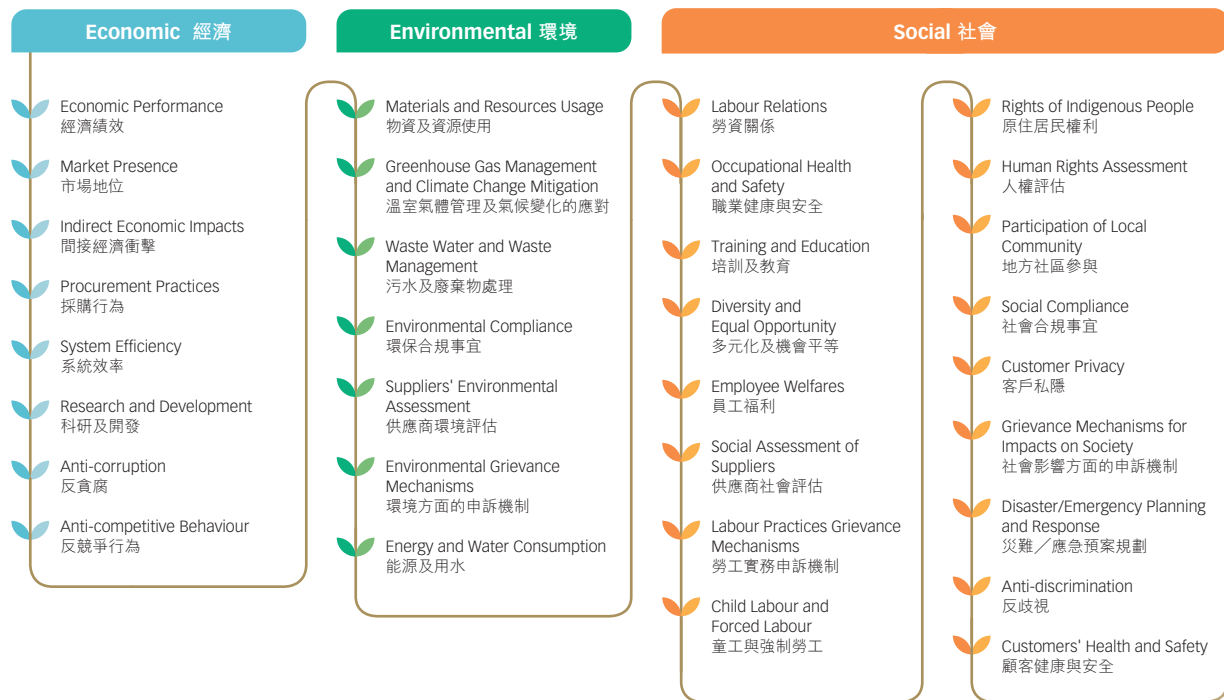 Economic 經濟
Economic Performance
經濟績效
Market Presence
市場地位
Indirect Economic Impacts
間接經濟衝擊
Procurement Practices
採購行為
System Efficiency
系統效率
Research and Development
科研及開發
Anti-corruption
反貪腐
Anti-competitive Behaviour
反競爭行為
Environmental 環境
Materials and Resources Usage
物資及資源使用
Greenhouse Gas Management
and Climate Change Mitigation
溫室氣體管理及氣候變化的應對
Waste Water and Waste
Management
污水及廢棄物處理
Environmental Compliance
環保合規事宜
Suppliers' Environmental
Assessment
供應商環境評估
Environmental Grievance
Mechanisms
環境方面的申訴機制
Energy and Water Consumption
能源及用水
Social 社會
Labour Relations
勞資關係
Occupational Health
and Safety
職業健康與安全
Training and Education
培訓及教育
Diversity and
Equal Opportunity
多元化及機會平等
Employee Welfares
員工福利
Social Assessment of
Suppliers
供應商社會評估
Labour Practices Grievance
Mechanisms
勞工實務申訴機制
Child Labour and
Forced Labour
童工與強制勞工
Rights of Indigenous People
原住居民權利
Human Rights Assessment
人權評估
Participation of Local
Community
地方社區參與
Social Compliance
社會合規事宜
Customer Privacy
客戶私隱
Grievance Mechanisms for
Impacts on Society
社會影響方面的申訴機制
Disaster/Emergency Planning
and Response
災難／應急預案規劃
Anti-discrimination
反歧視
Customers' Health and Safety
顧客健康與安全